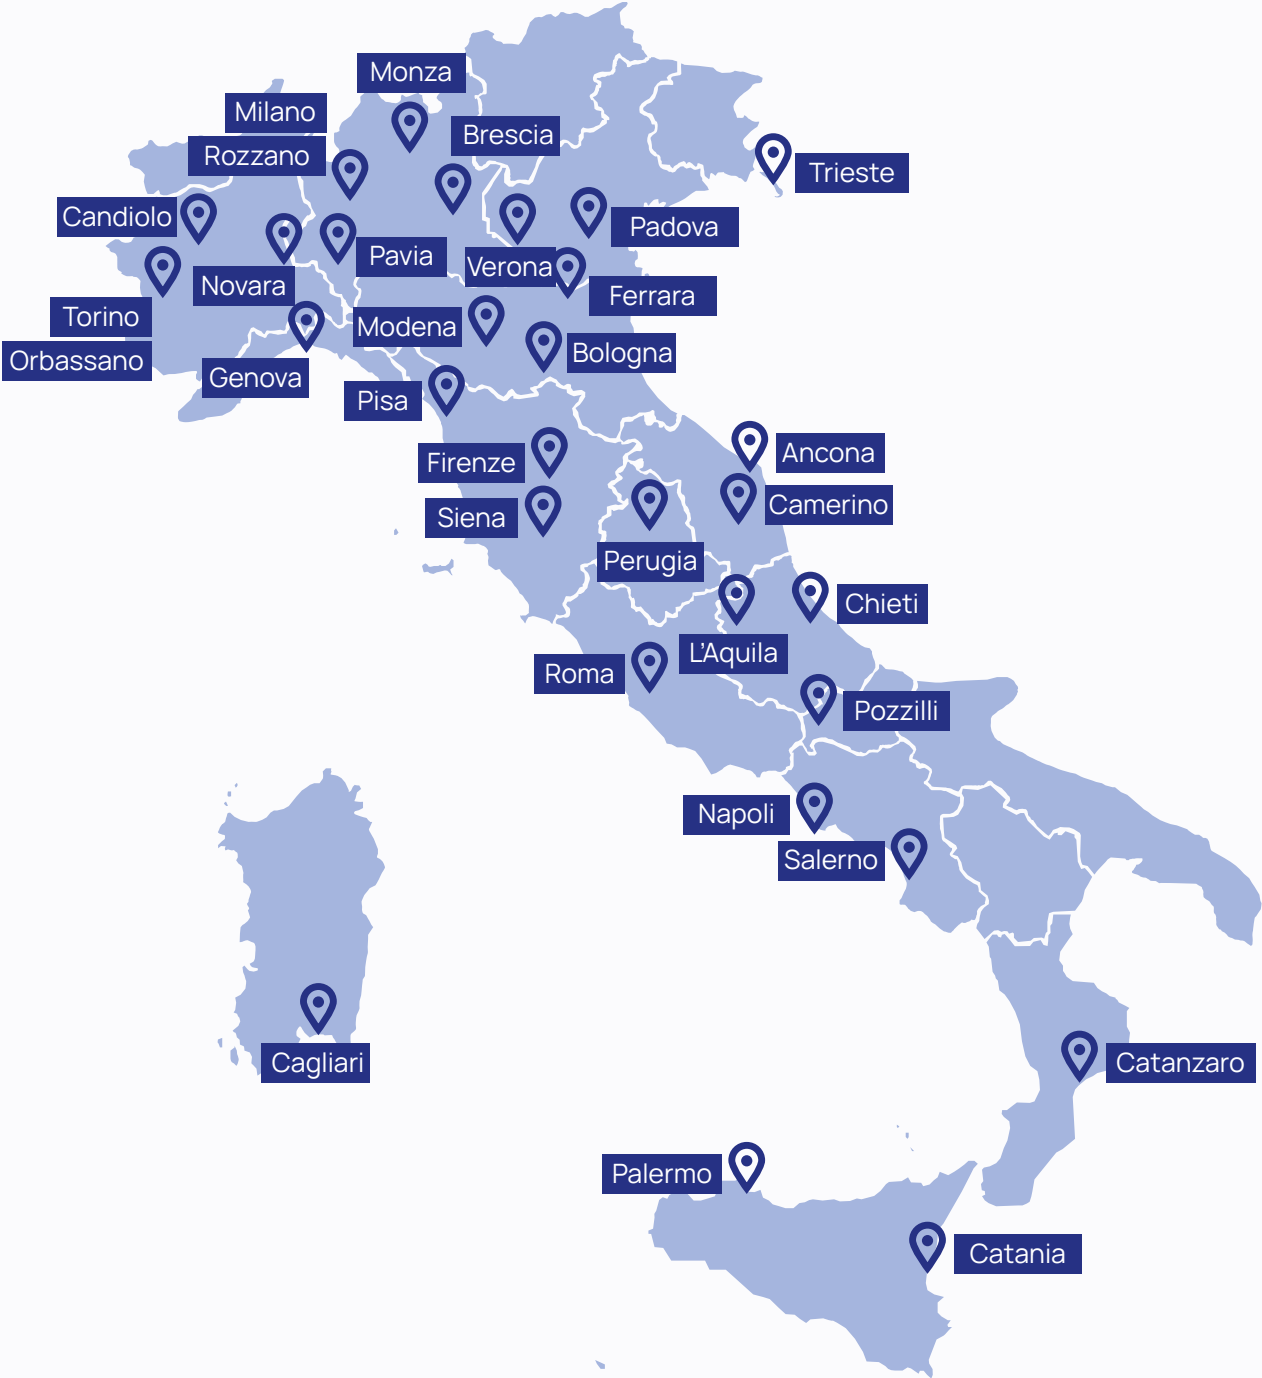 Monza
Milano
Brescia
Rozzano
Trieste
Candiolo
Padova
Pavia
Verona
Novara
Ferrara
Torino
Modena
Bologna
Orbassano
Genova
Pisa
Ancona
Firenze
Camerino
Siena
Perugia
Chieti
L'Aquila
Roma
Pozzilli
Napoli
Salerno
Cagliari
Catanzaro
Palermo
Catania